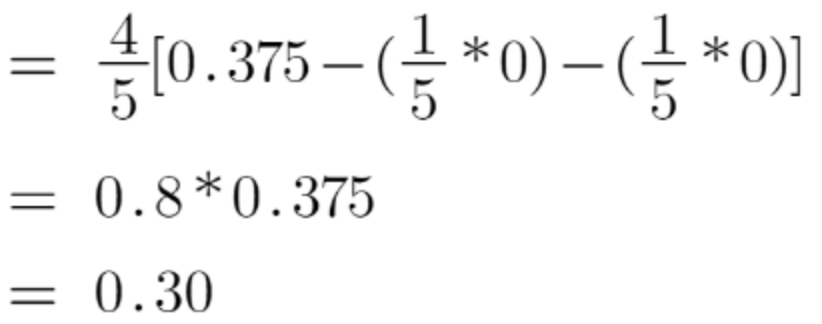 = 4/5[0.375−(1/5*0)−(1/5*0)]
= 0.8*0.375
= 0.30